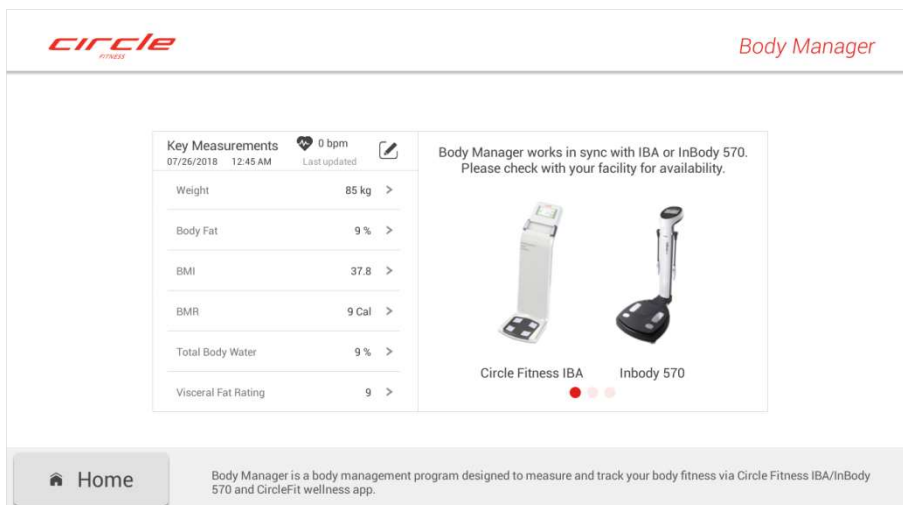 circle
FITNESS
Body Manager
Key Measurements 0 bpm
07/26/2018 12:45 AM Last updated
Weight 85 kg >
Body Fat 9 % >
BMI 37.8 >
BMR 9 Cal >
Total Body Water 9 % >
Visceral Fat Rating 9 >
Body Manager works in sync with IBA or InBody 570.
Please check with your facility for availability.
Circle Fitness IBA Inbody 570
Home
Body Manager is a body management program designed to measure and track your body fitness via Circle Fitness IBA/InBody
570 and CircleFit wellness app.